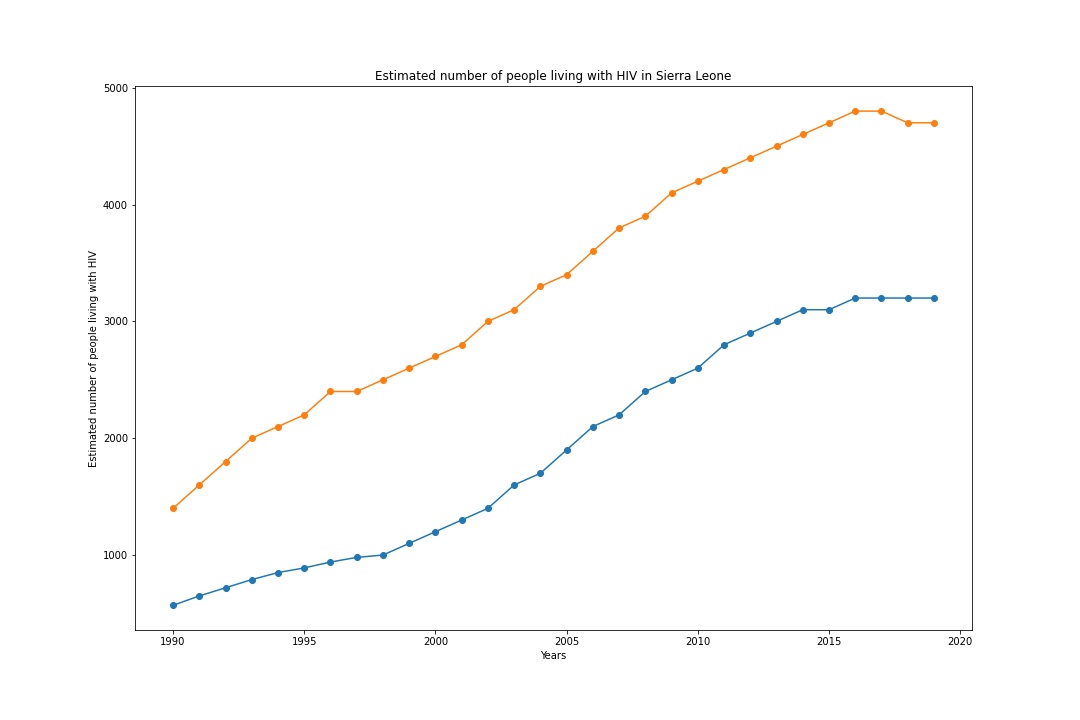 Estimated number of people living with HIV in Sierra Leone
5000
4000
3000
2000
1000
Estimated number of people living with HIV
1990 1995 2000 2005 2010 2015 2020
Years